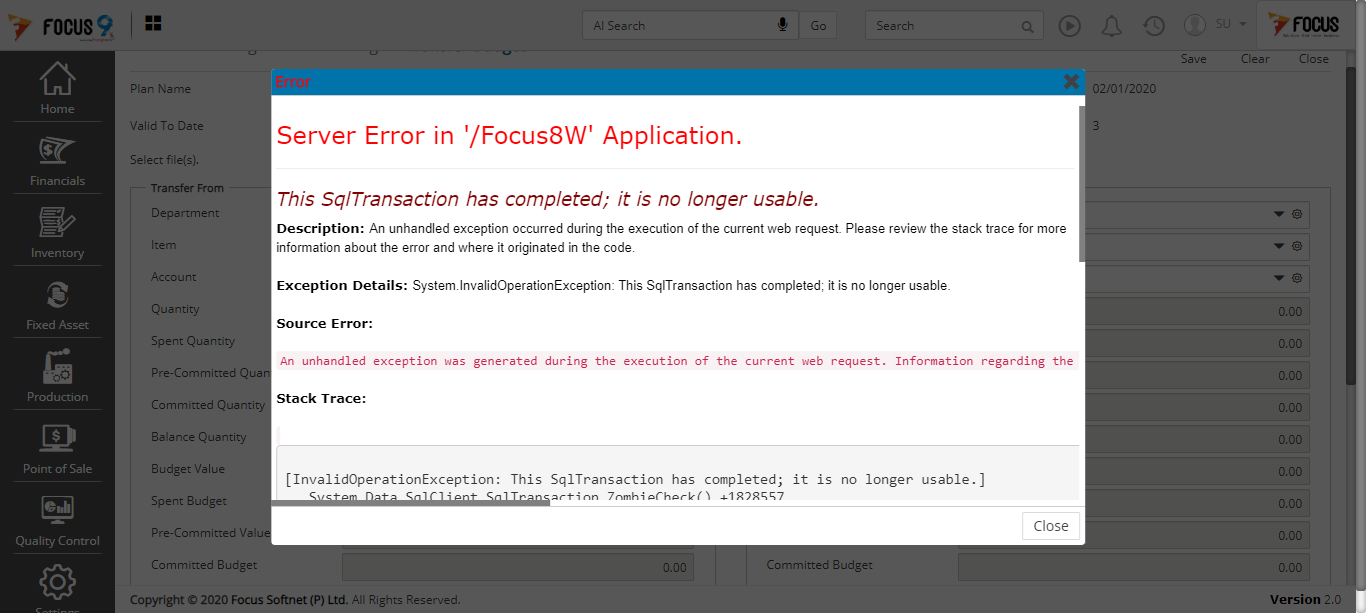 FOCUS 9
AI Search
Go
Search
SU
FOCUS
Save
Clear
Close
Plan Name
02/01/2020
Valid To Date
3
Select file(s).
Transfer From
Department
Item
Account
Quantity
0.00
Spent Quantity
0.00
Pre-Committed Quan
0.00
Committed Quantity
0.00
Balance Quantity
0.00
Budget Value
0.00
Spent Budget
0.00
Pre-Committed Value
0.00
Committed Budget
0.00
Committed Budget
0.00
Home
Financials
Inventory
Fixed Asset
Production
Point of Sale
Quality Control
Settings
Error
Server Error in '/Focus8W' Application.
This SqlTransaction has completed; it is no longer usable.
Description: An unhandled exception occurred during the execution of the current web request. Please review the stack trace for more
information about the error and where it originated in the code.
Exception Details: System.InvalidOperationException: This SqlTransaction has completed; it is no longer usable.
Source Error:
An unhandled exception was generated during the execution of the current web request. Information regarding the
Stack Trace:
[InvalidOperationException: This SqlTransaction has completed; it is no longer usable.]
System.Data.SqlClient.SqlTransaction.ZombieCheck() +1828557
Close
Copyright © 2020 Focus Softnet (P) Ltd. All Rights Reserved.
Version 2.0